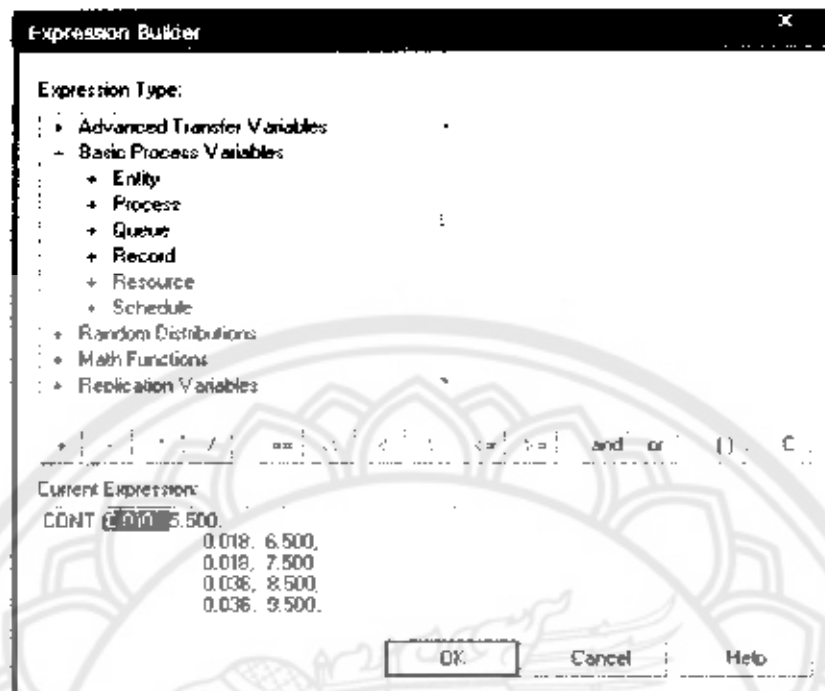 Expression Builder ×
Expression Type:
+ Advanced Transfer Variables
- Basic Process Variables
+ Entity
+ Process
+ Queue
+ Record
+ Resource
+ Schedule
+ Random Distributions
+ Math Functions
+ Replication Variables
+ - * / == < <= >= and or () C
Current Expression:
CONT 5.500,
0.018, 6.500,
0.018, 7.500
0.036, 8.500,
0.036, 9.500,
OK Cancel Help